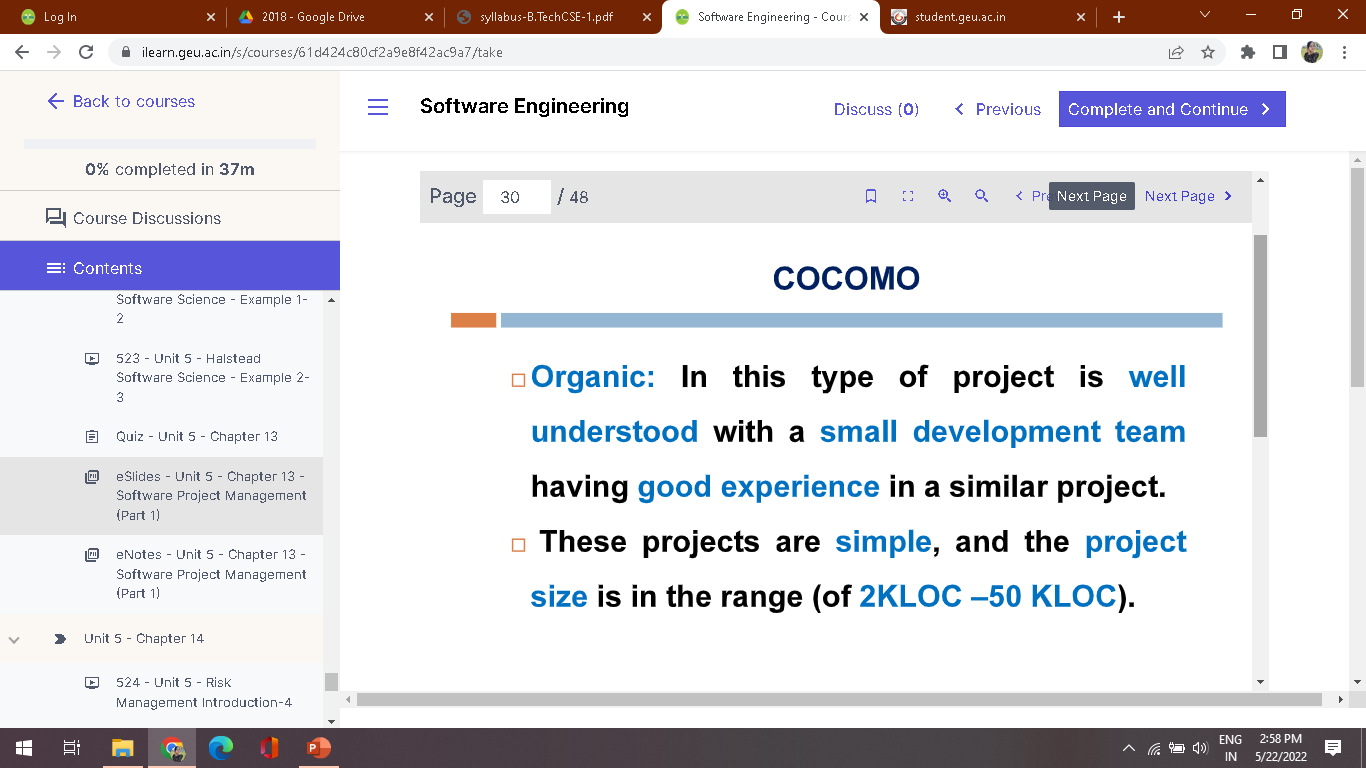 Log In
2018 - Google Drive
syllabus-B.TechCSE-1.pdf
Software Engineering - Cour
student.geu.ac.in
ilearn.geu.ac.in/s/courses/61d424c80cf2a9e8f42ac9a7/take
Back to courses
0% completed in 37m
Course Discussions
Contents
Software Science - Example 1-
2
523 - Unit 5 - Halstead
Software Science - Example 2-
3
Quiz - Unit 5 - Chapter 13
eSlides - Unit 5 - Chapter 13 -
Software Project Management
(Part 1)
eNotes - Unit 5 - Chapter 13 -
Software Project Management
(Part 1)
Unit 5 - Chapter 14
524 - Unit 5 - Risk
Management Introduction-4
Software Engineering
Discuss (0)
Previous
Complete and Continue
Page 30 / 48
Pre
Next Page
Next Page
COCOMO
Organic: In this type of project is well
understood with a small development team
having good experience in a similar project.
These projects are simple, and the project
size is in the range (of 2KLOC –50 KLOC).
ENG
IN
2:58 PM
5/22/2022